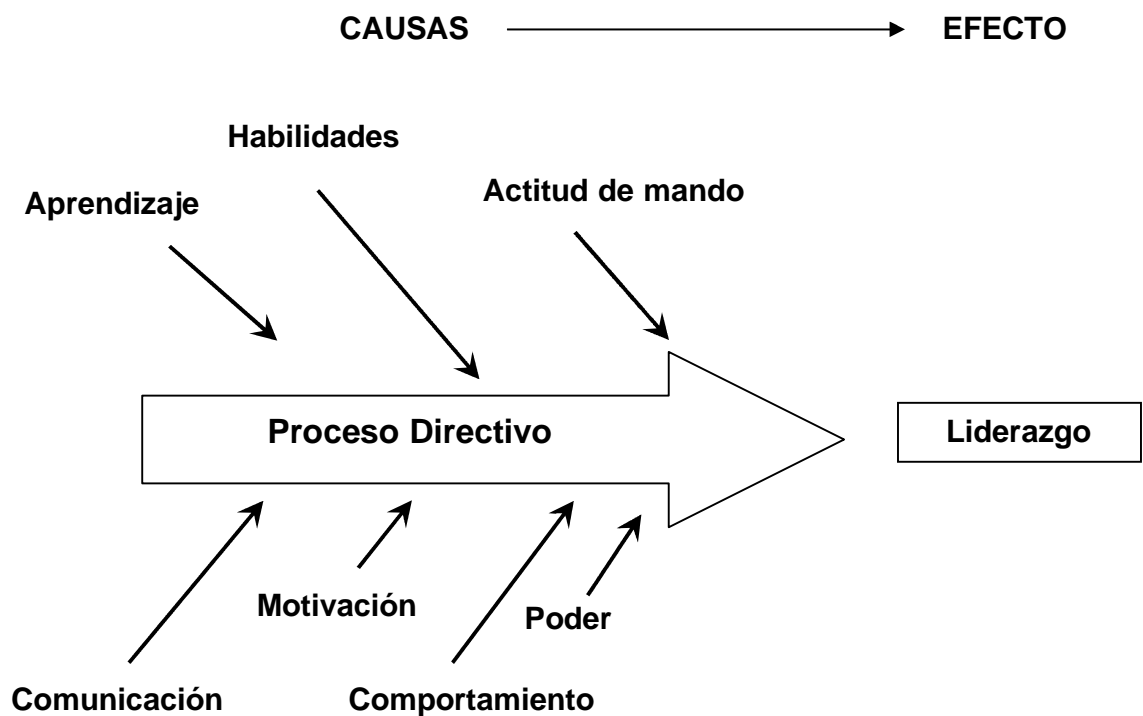 CAUSAS EFECTO
Habilidades
Actitud de mando
Aprendizaje
Proceso Directivo
Liderazgo
Motivación
Poder
Comunicación
Comportamiento